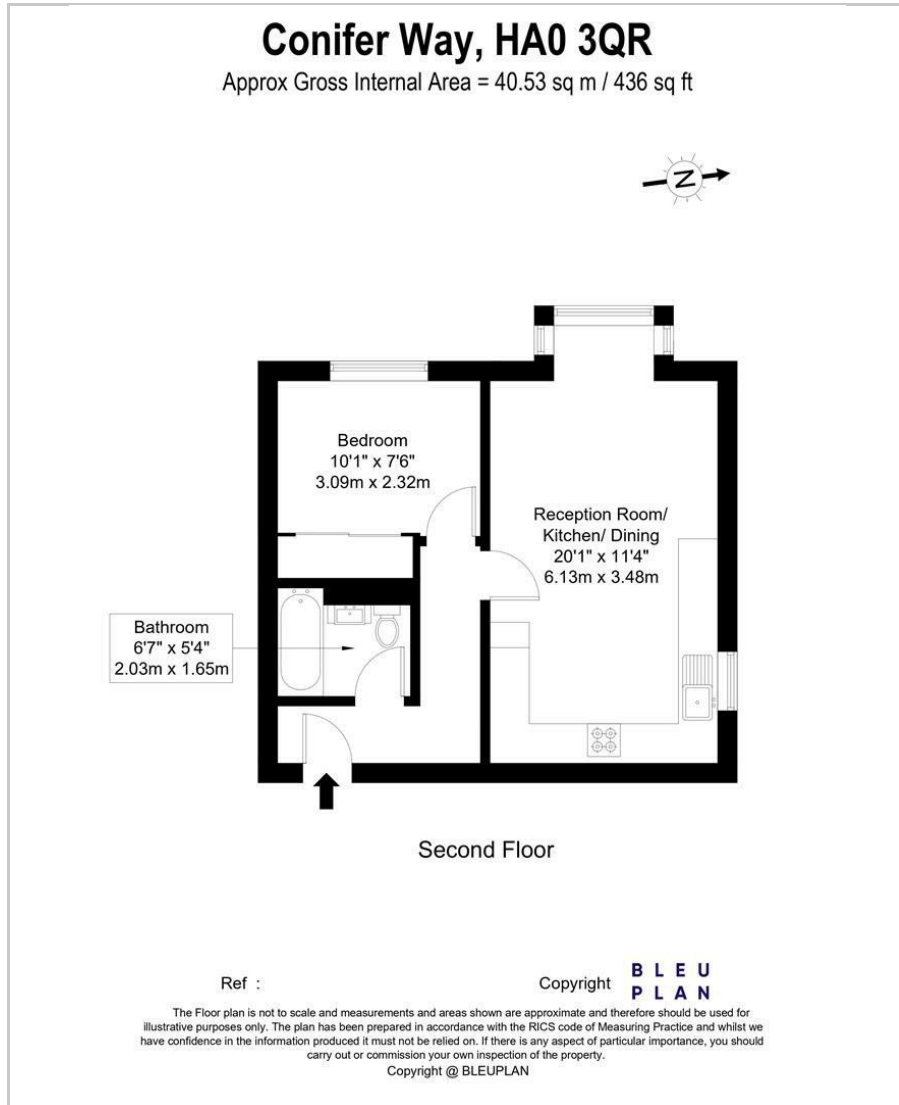 Conifer Way, HA0 3QR
Approx Gross Internal Area = 40.53 sq m / 436 sq ft
N
Bedroom
10'1" x 7'6"
3.09m x 2.32m
Reception Room/
Kitchen/ Dining
20'1" x 11'4"
6.13m x 3.48m
Bathroom
6'7" x 5'4"
2.03m x 1.65m
Second Floor
Ref :
Copyright
BLEU
PLAN
The Floor plan is not to scale and measurements and areas shown are approximate and therefore should be used for
illustrative purposes only. The plan has been prepared in accordance with the RICS code of Measuring Practice and whilst we
have confidence in the information produced it must not be relied on. If there is any aspect of particular importance, you should
carry out or commission your own inspection of the property.
Copyright @ BLEUPLAN